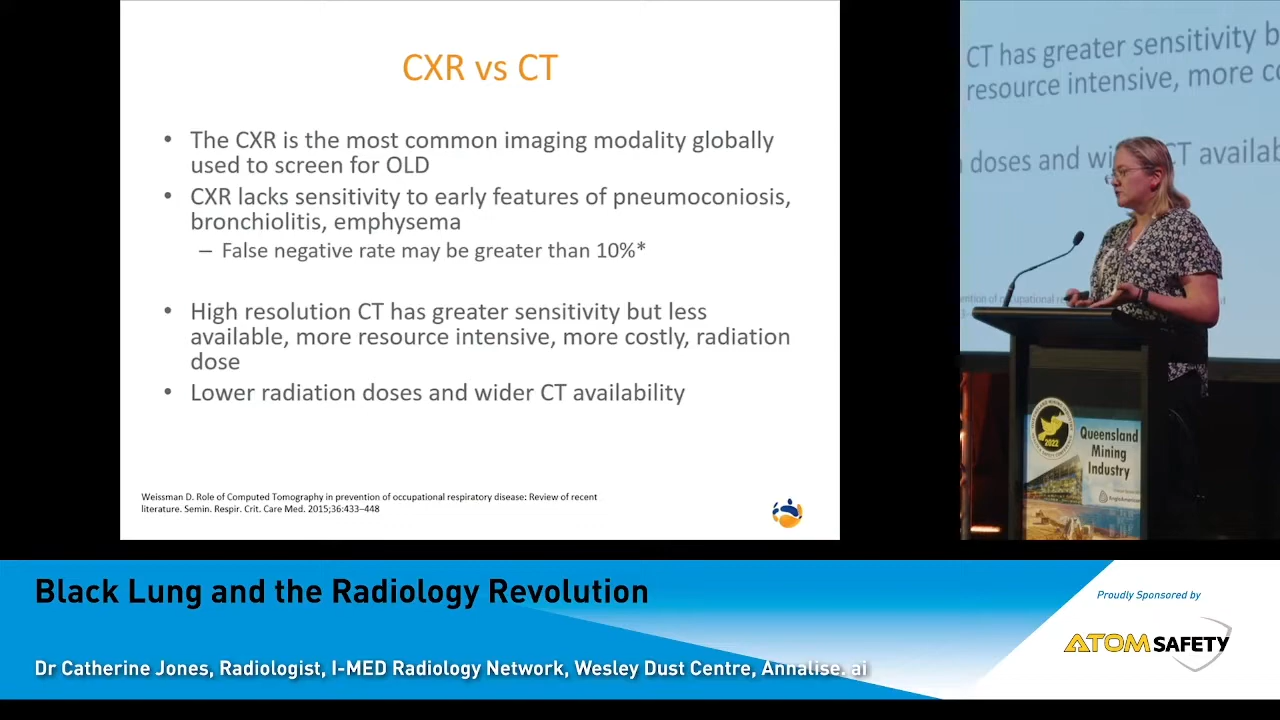 CXR vs CT
• The CXR is the most common imaging modality globally
used to screen for OLD
• CXR lacks sensitivity to early features of pneumoconiosis,
bronchiolitis, emphysema
– False negative rate may be greater than 10%*
• High resolution CT has greater sensitivity but less
available, more resource intensive, more costly, radiation
dose
• Lower radiation doses and wider CT availability
Weissman D. Role of Computed Tomography in prevention of occupational respiratory disease: Review of recent
literature. Semin. Respir. Crit. Care Med. 2015;36:433–448
CT has greater sensitivity b
resource intensive, more co
doses and wi CT availab
2022
Queensland
Mining
Industry
AngloAmerican
Black Lung and the Radiology Revolution
Dr Catherine Jones, Radiologist, I-MED Radiology Network, Wesley Dust Centre, Annalise. ai
Proudly Sponsored by
ATOM SAFETY